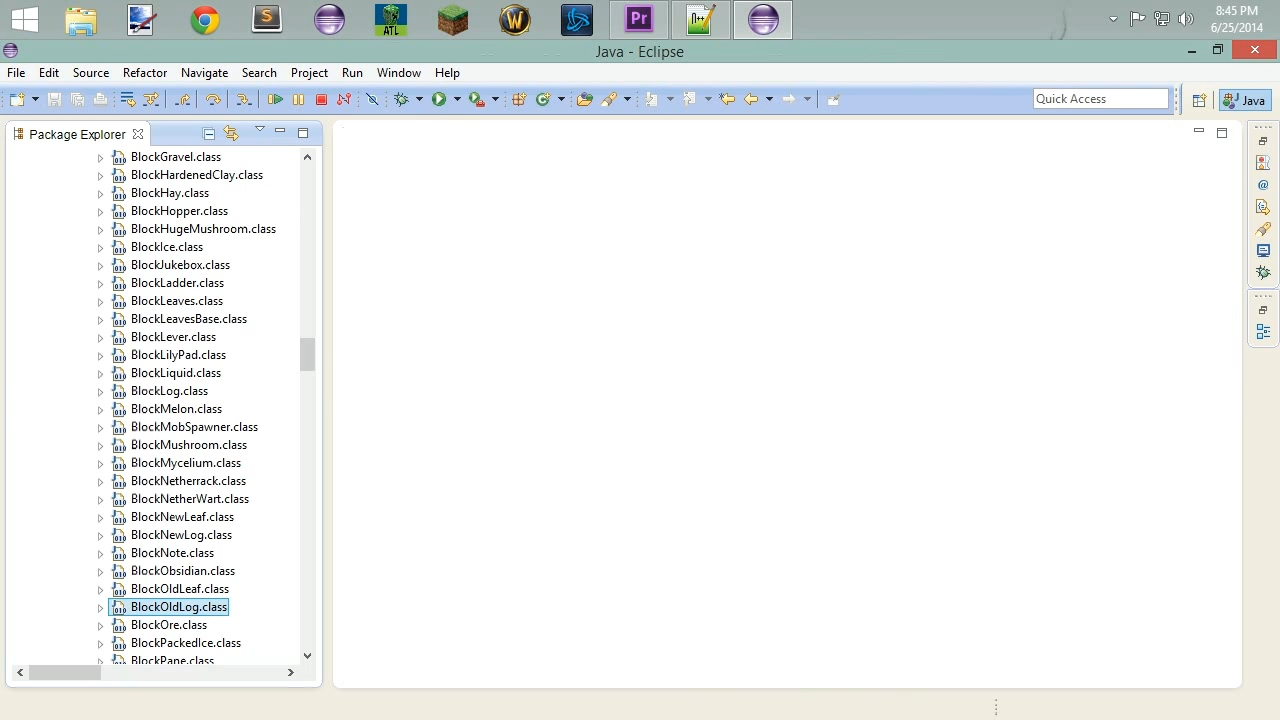 8:45 PM
6/25/2014
S
ATL
W
Pr
Java - Eclipse
File Edit Source Refactor Navigate Search Project Run Window Help
Quick Access
Java
Package Explorer
BlockGravel.class
BlockHardenedClay.class
BlockHay.class
BlockHopper.class
BlockHugeMushroom.class
BlockIce.class
BlockJukebox.class
BlockLadder.class
BlockLeaves.class
BlockLeavesBase.class
BlockLever.class
BlockLilyPad.class
BlockLiquid.class
BlockLog.class
BlockMelon.class
BlockMobSpawner.class
BlockMushroom.class
BlockMycelium.class
BlockNetherrack.class
BlockNetherWart.class
BlockNewLeaf.class
BlockNewLog.class
BlockNote.class
BlockObsidian.class
BlockOldLeaf.class
BlockOldLog.class
BlockOre.class
BlockPackedIce.class
BlockPane.class